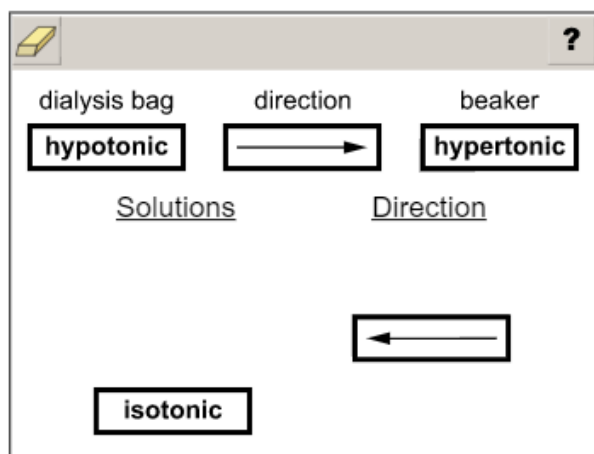 ?
dialysis bag direction beaker
hypotonic hypertonic
Solutions Direction
isotonic